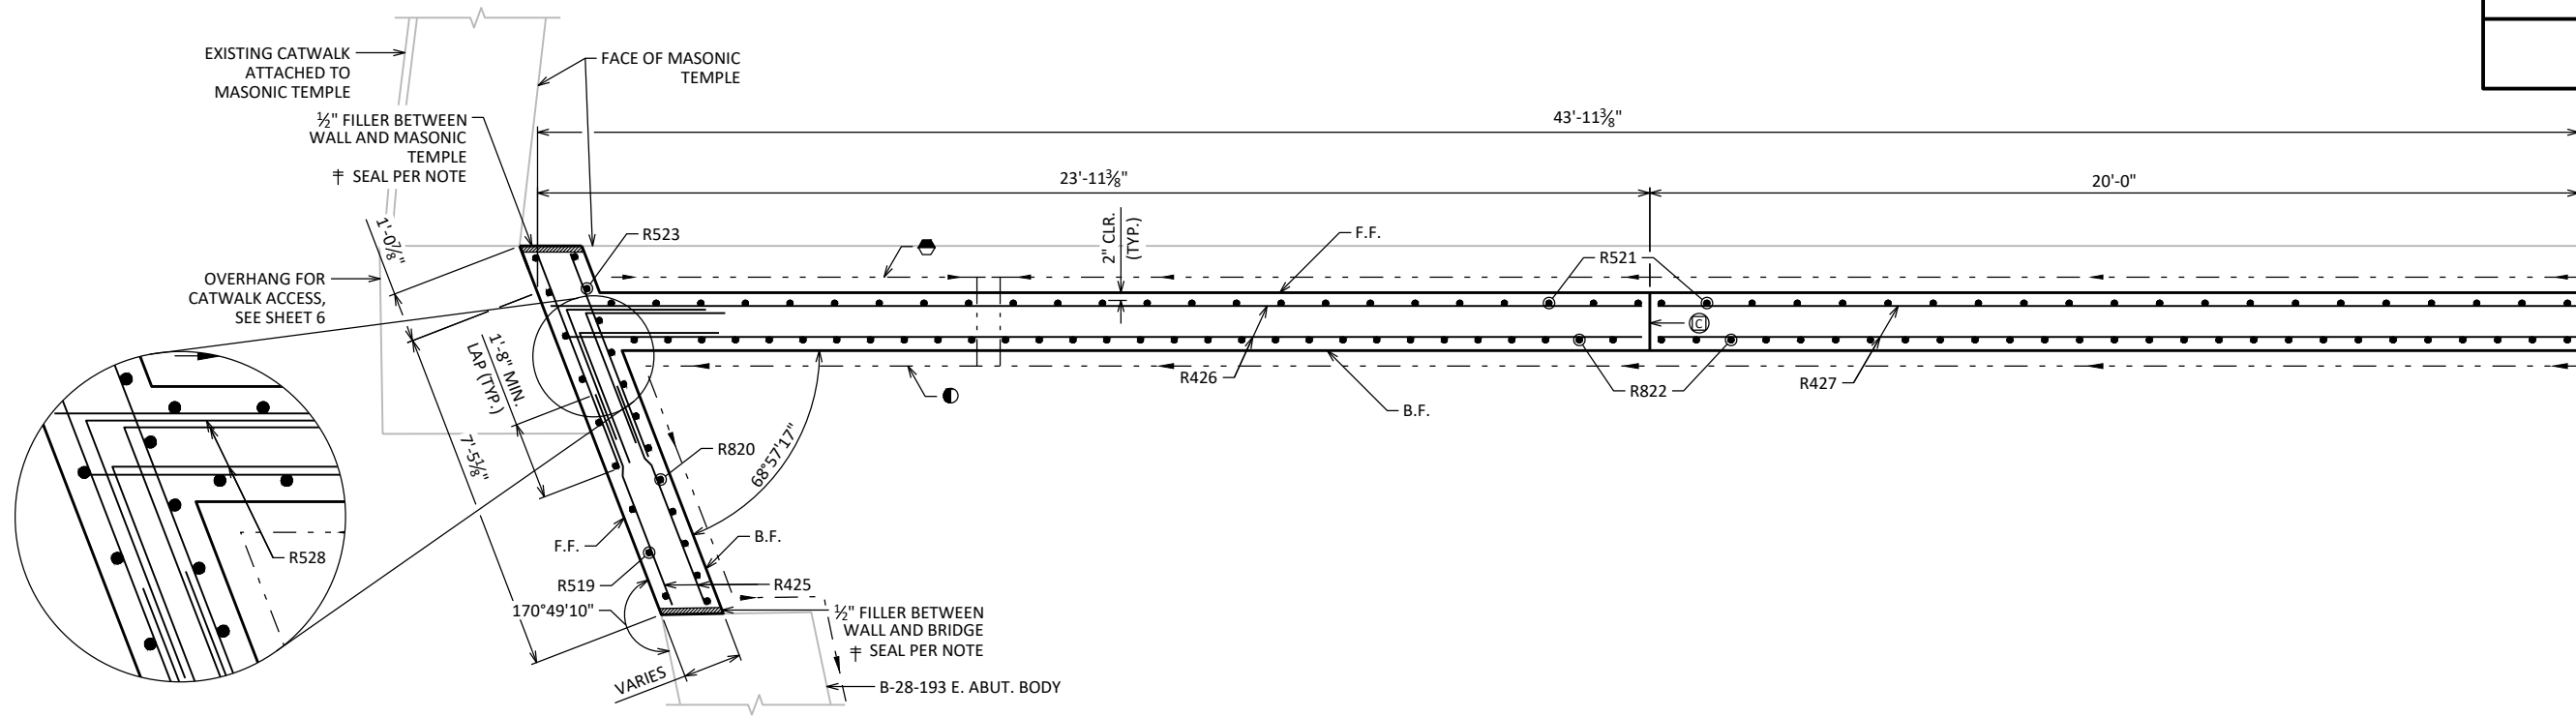 EXISTING CATWALK
ATTACHED TO
MASONIC TEMPLE
FACE OF MASONIC
TEMPLE
½" FILLER BETWEEN
WALL AND MASONIC
TEMPLE
‡ SEAL PER NOTE
43'-11⅜"
23'-11⅜"
20'-0"
1'-0⅞"
R523
2" CLR.
(TYP.)
F.F.
R521
OVERHANG FOR
CATWALK ACCESS,
SEE SHEET 6
C
1'-8" MIN.
LAP (TYP.)
R426
R822
R427
B.F.
7'-5⅛"
R820
68°57'17"
R528
F.F.
B.F.
R519
R425
170°49'10"
½" FILLER BETWEEN
WALL AND BRIDGE
‡ SEAL PER NOTE
VARIES
B-28-193 E. ABUT. BODY